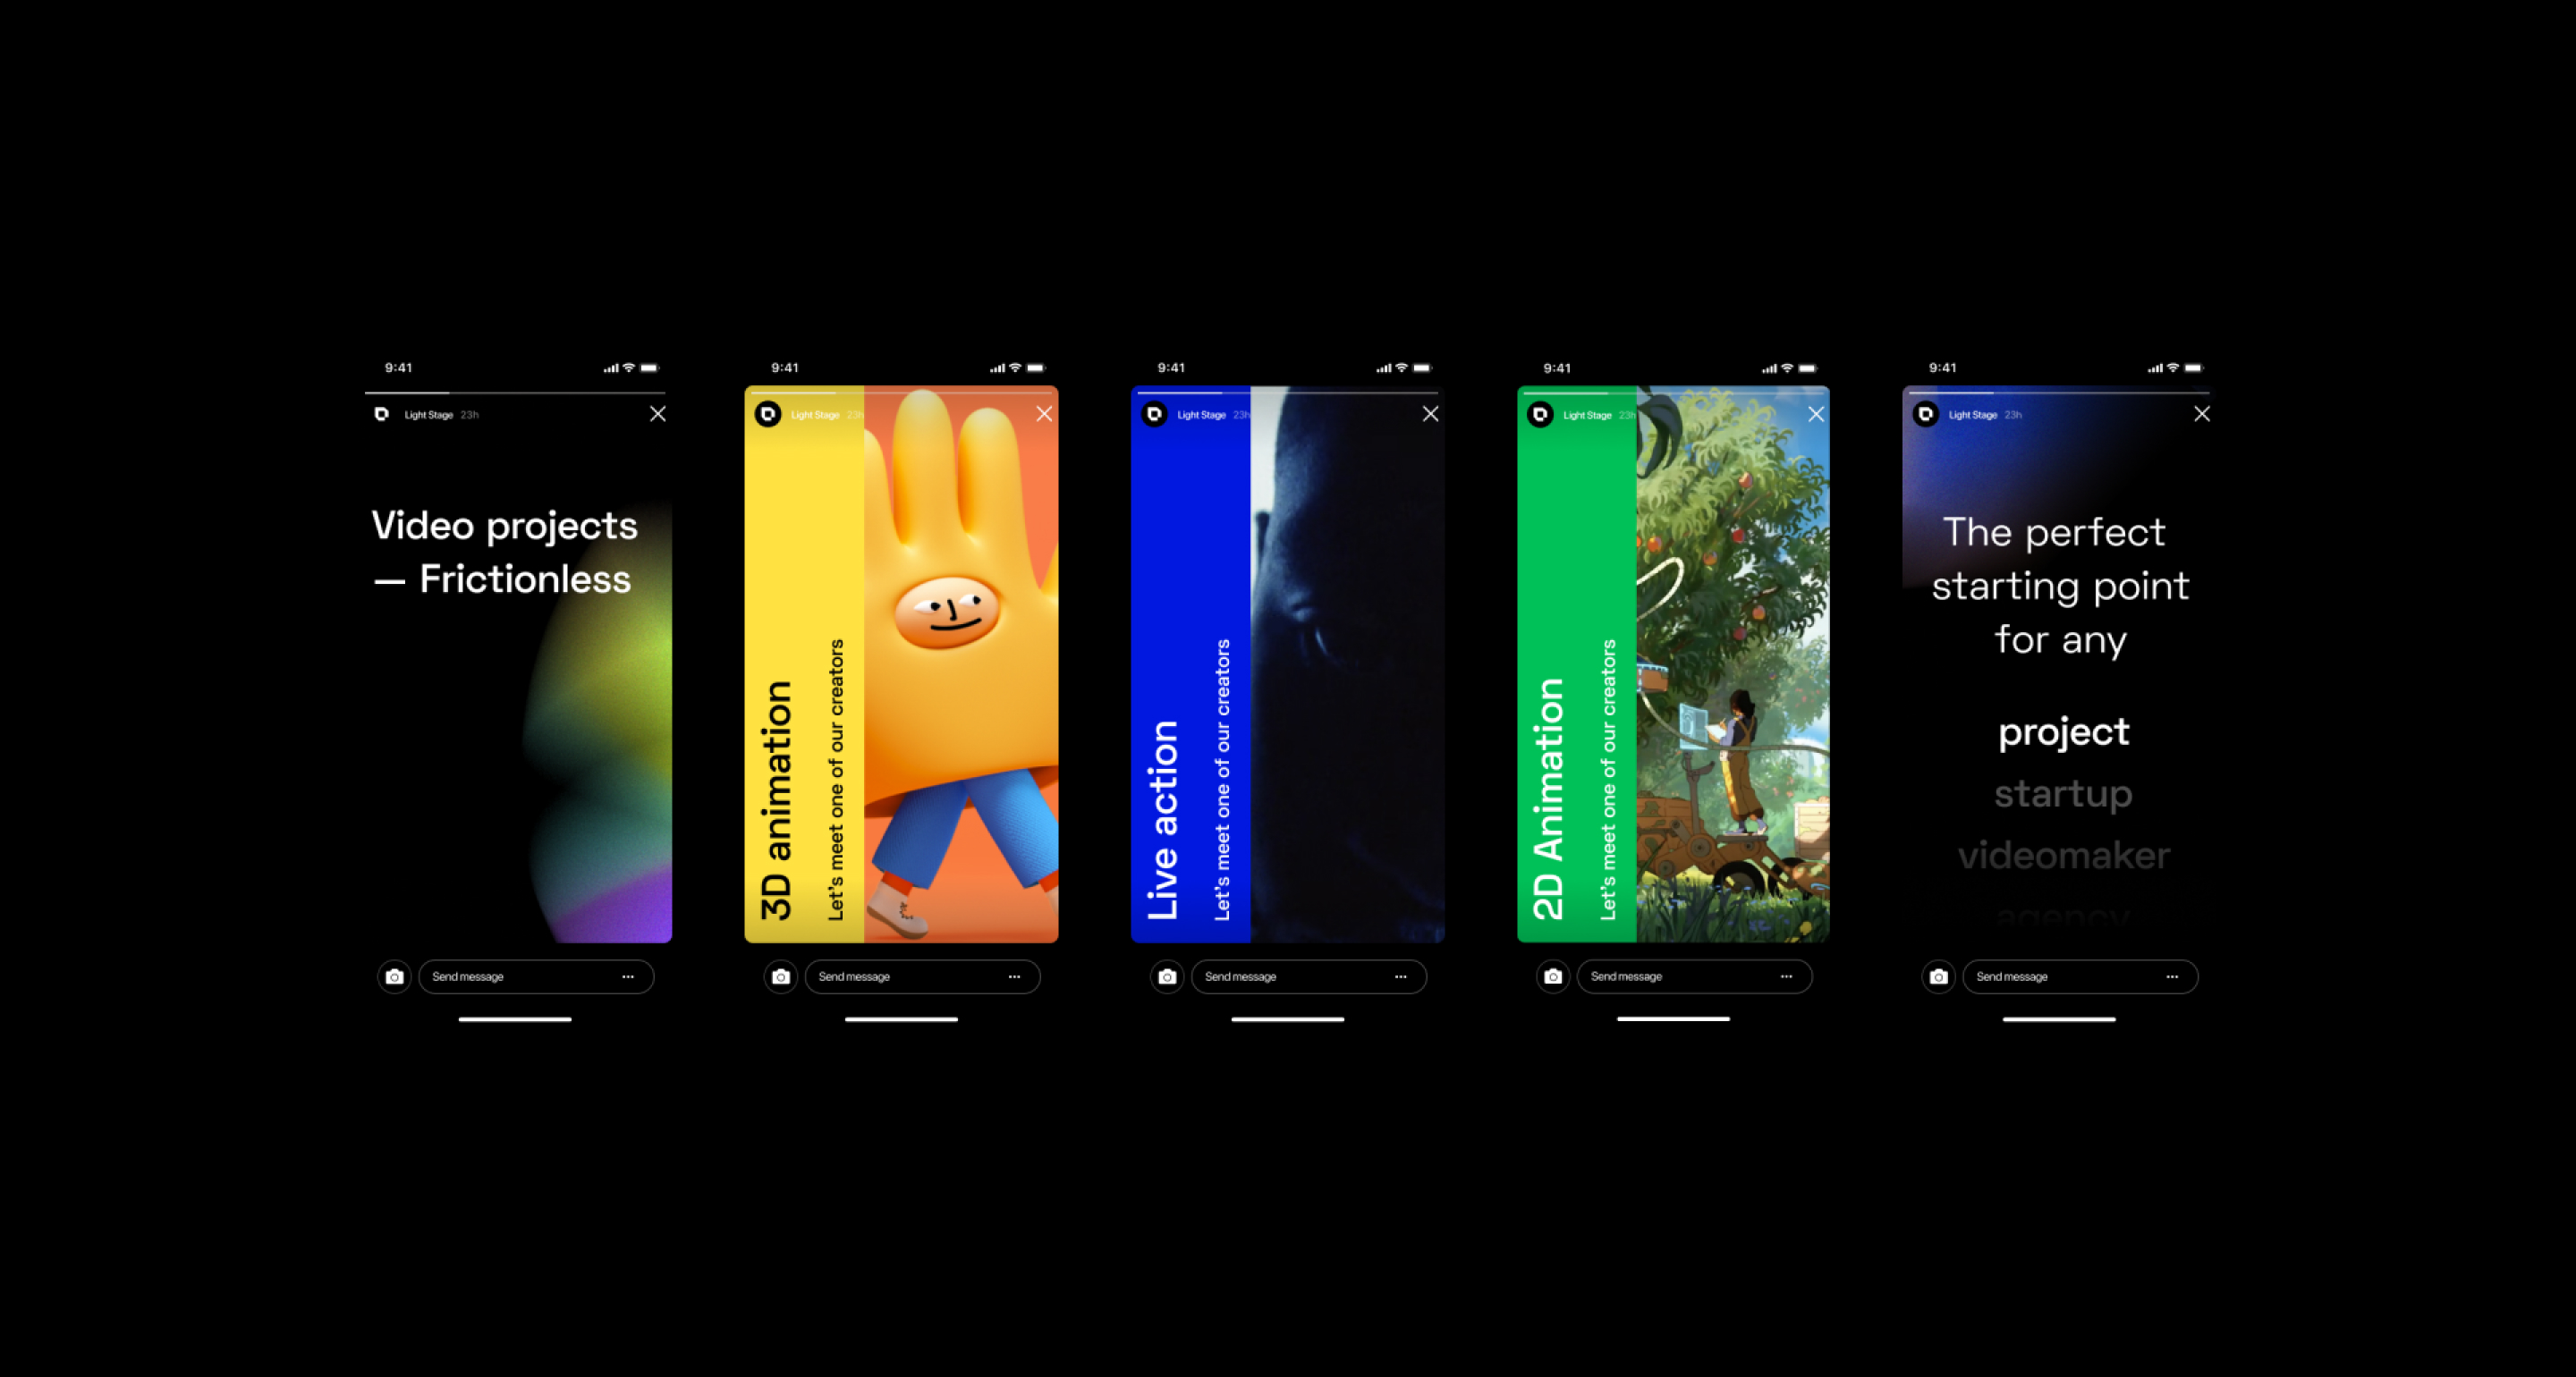 9:41
Light Stage 23h
Video projects
— Frictionless
Send message
9:41
Light Stage 23h
3D animation
Let's meet one of our creators
Send message
9:41
Light Stage 23h
Live action
Let's meet one of our creators
Send message
9:41
Light Stage 23h
2D Animation
Let's meet one of our creators
Send message
9:41
Light Stage 23h
The perfect
starting point
for any
project
startup
videomaker
agency
Send message